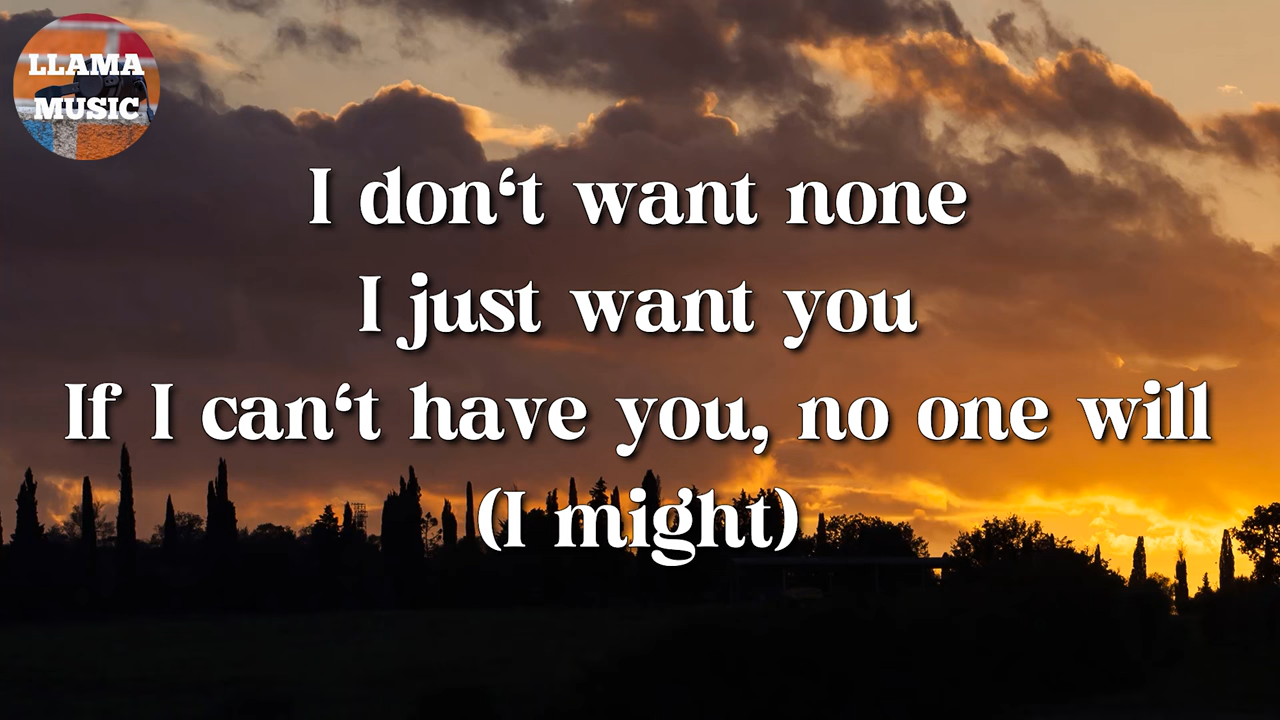 LLAMA
MUSIC
I don‘t want none
I just want you
If I can‘t have you, no one will
(I might)